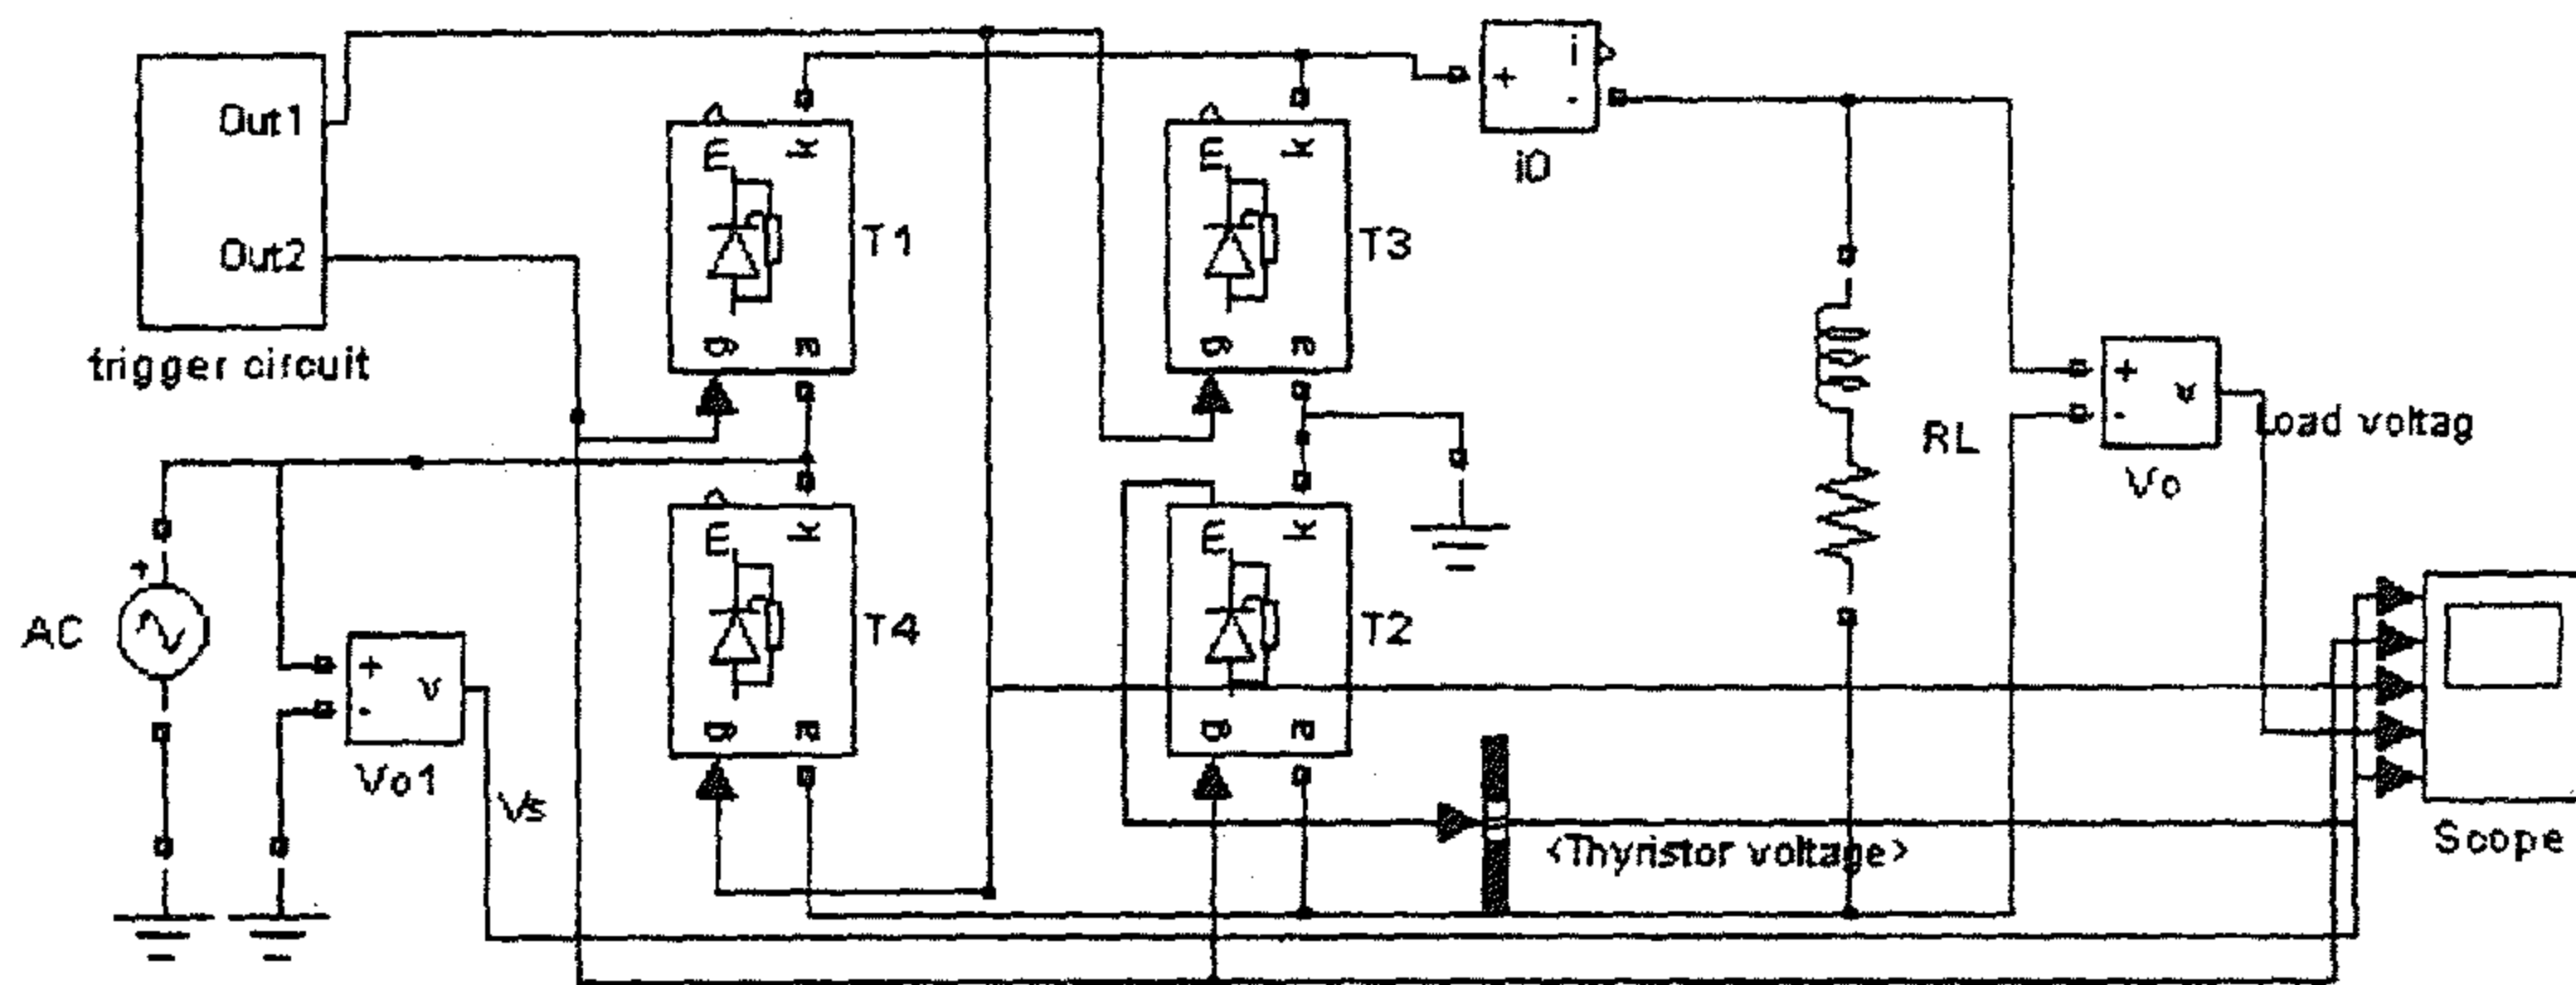 Out1
Out2
trigger circuit
m k
g a
T1
m k
g a
T3
+ i
-
i0
RL
+ v
-
Vo
Load voltag
AC
+
+ v
-
Vo1
Vs
m k
g a
T4
m k
g a
T2
<Thyristor voltage>
Scope